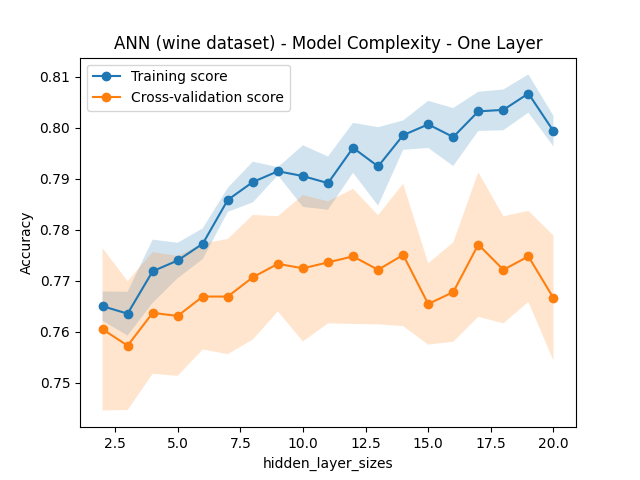 ANN (wine dataset) - Model Complexity - One Layer
Training score
Cross-validation score
0.81
0.80
0.79
0.78
0.77
0.76
0.75
Accuracy
2.5 5.0 7.5 10.0 12.5 15.0 17.5 20.0
hidden_layer_sizes